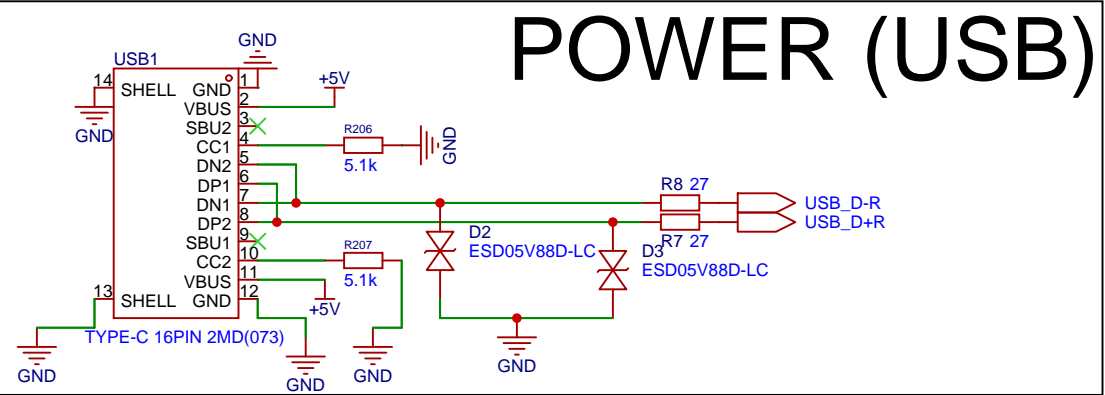 POWER (USB)
GND
USB1
14
SHELL
GND
1
+5V
VBUS
2
GND
SBU2
3
R206
CC1
4
GND
5.1k
DN2
5
DP1
6
R8 27
DN1
7
USB_D-R
DP2
8
USB_D+R
D2
R7 27
SBU1
9
R207
ESD05V88D-LC
D3
CC2
10
ESD05V88D-LC
5.1k
VBUS
11
13
SHELL
GND
12
+5V
TYPE-C 16PIN 2MD(073)
GND
GND
GND
GND